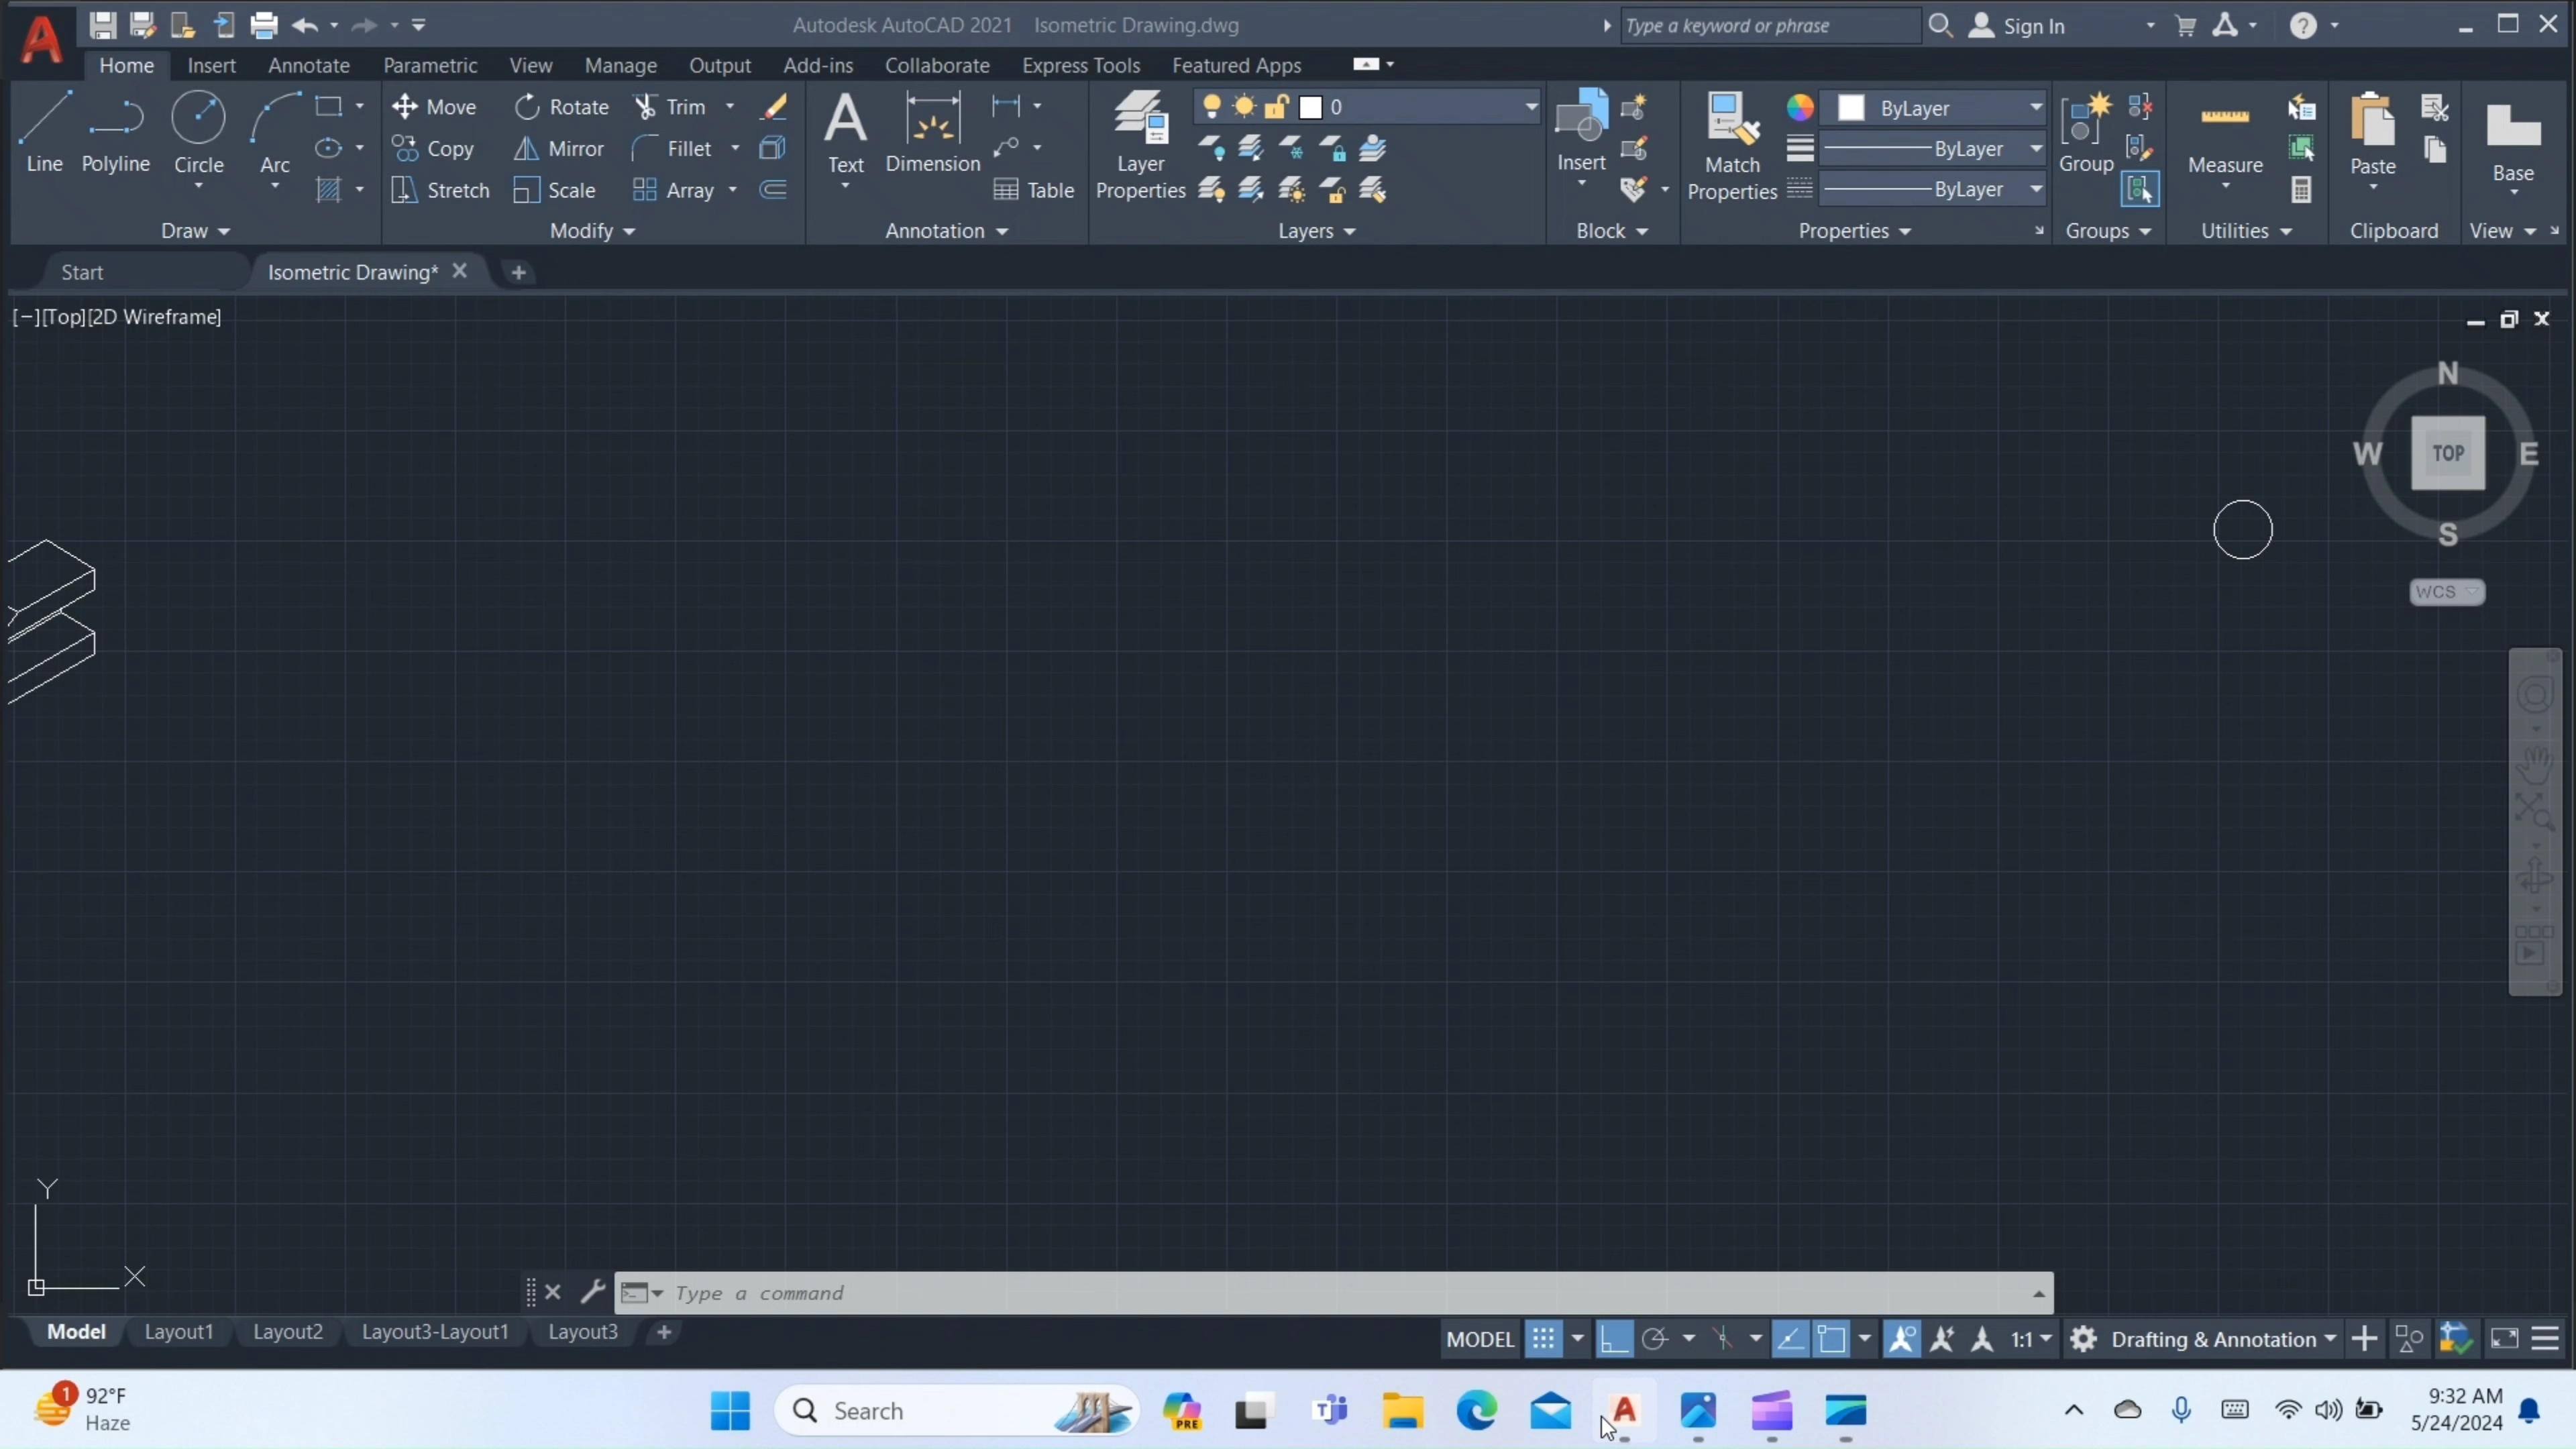 A Autodesk AutoCAD 2021 Isometric Drawing.dwg Type a keyword or phrase Sign In ?
Home Insert Annotate Parametric View Manage Output Add-ins Collaborate Express Tools Featured Apps
Move Rotate Trim 0 ByLayer
Line Polyline Circle Arc Copy Mirror Fillet Text Dimension Layer Insert Match ByLayer Group Measure Paste Base
Stretch Scale Array Table Properties Properties ByLayer
Draw Modify Annotation Layers Block Properties Groups Utilities Clipboard View
Start Isometric Drawing*
[−][Top][2D Wireframe]
N
W TOP E
S
WCS
Y
X
Type a command
Model Layout1 Layout2 Layout3-Layout1 Layout3 MODEL 1:1 Drafting & Annotation
1 92°F
Haze
Search PRE T A
9:32 AM
5/24/2024